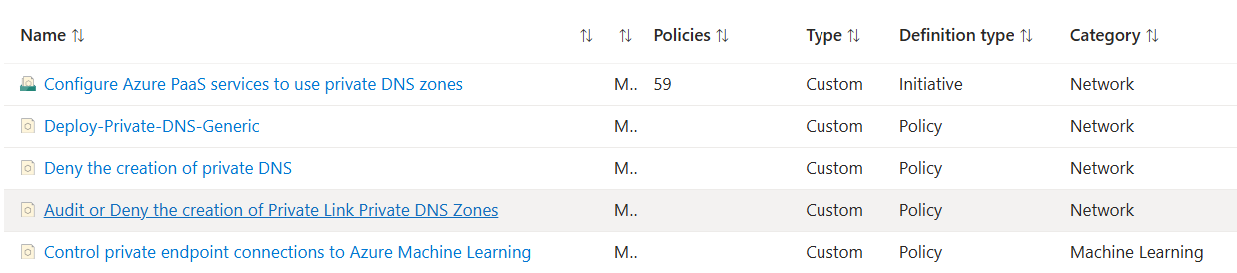 Name Policies Type Definition type Category
Configure Azure PaaS services to use private DNS zones M.. 59 Custom Initiative Network
Deploy-Private-DNS-Generic M.. Custom Policy Network
Deny the creation of private DNS M.. Custom Policy Network
Audit or Deny the creation of Private Link Private DNS Zones M.. Custom Policy Network
Control private endpoint connections to Azure Machine Learning M.. Custom Policy Machine Learning